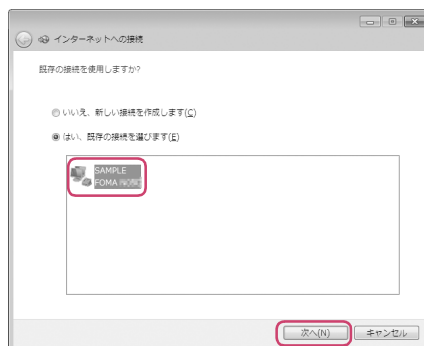 インターネットへの接続
既存の接続を使用しますか?
いいえ、新しい接続を作成します(C)
はい、既存の接続を選びます(E)
SAMPLE
FOMA
次へ(N)
キャンセル